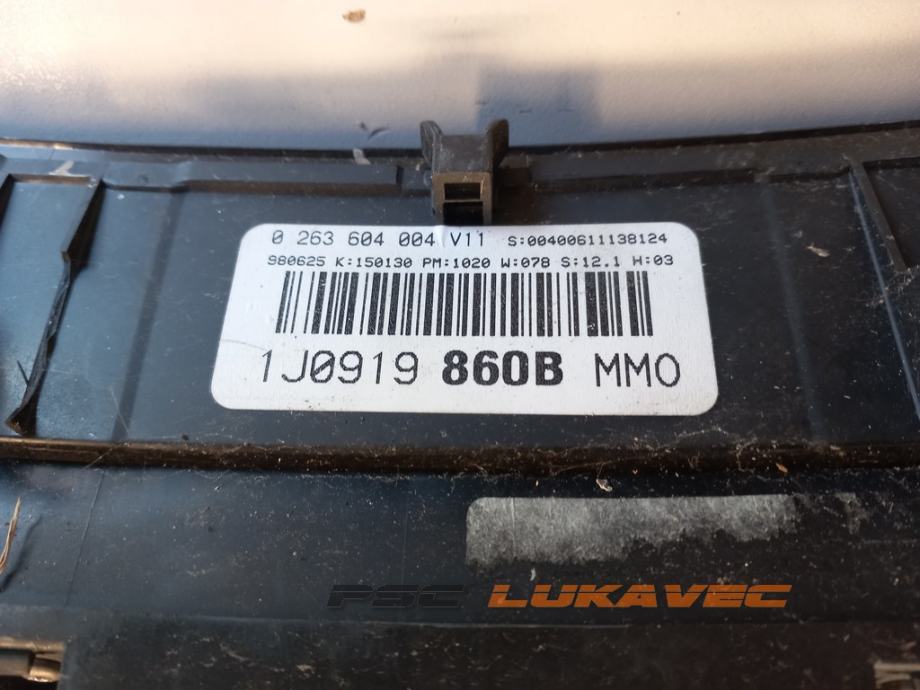 0 263 604 004 V11 S:00400611138124
980625 K:150130 PM:1020 W:078 S:12.1 H:03
1J0919 860B MM0
PSC LUKAVEC